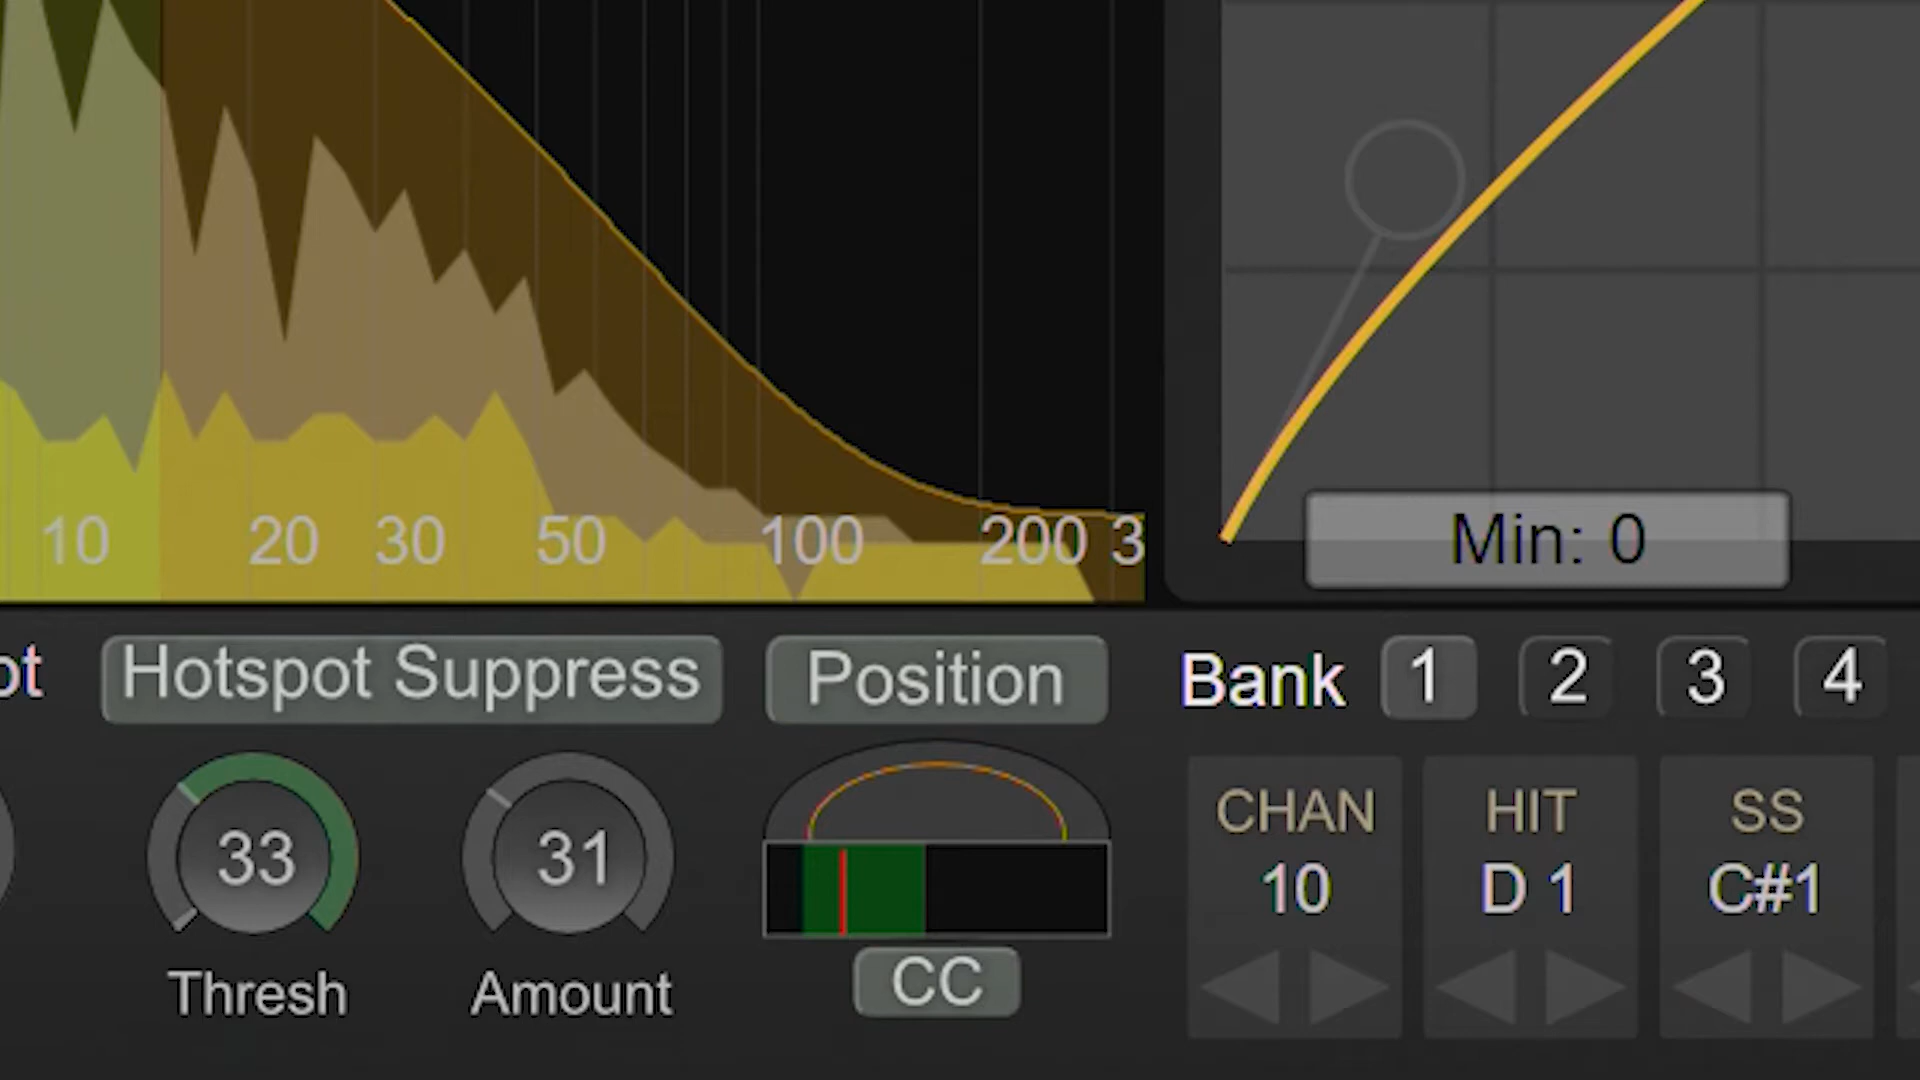 10 20 30 50 100 200 3
Min: 0
ot Hotspot Suppress Position Bank 1 2 3 4
33 31
Thresh Amount
CC
CHAN HIT SS
10 D 1 C#1